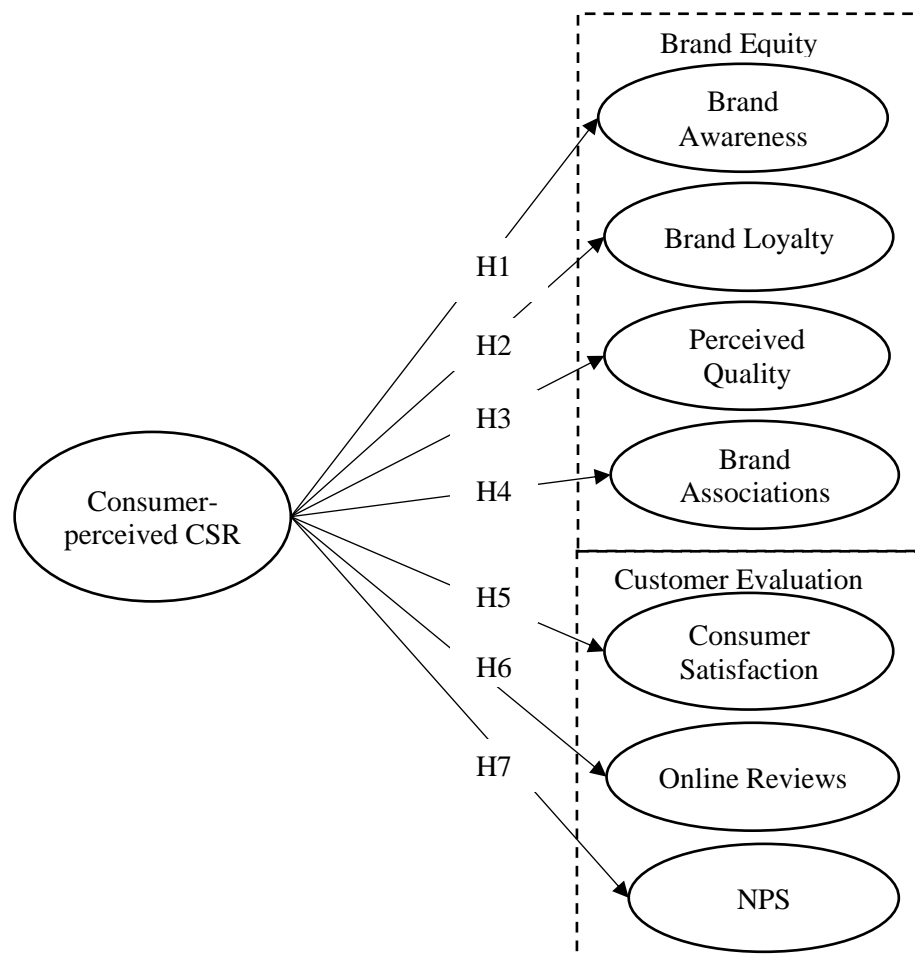 Brand Equity
Brand
Awareness
Brand Loyalty
Perceived
Quality
Brand
Associations
H1
H2
H3
H4
Consumer-
perceived CSR
H5
H6
H7
Customer Evaluation
Consumer
Satisfaction
Online Reviews
NPS